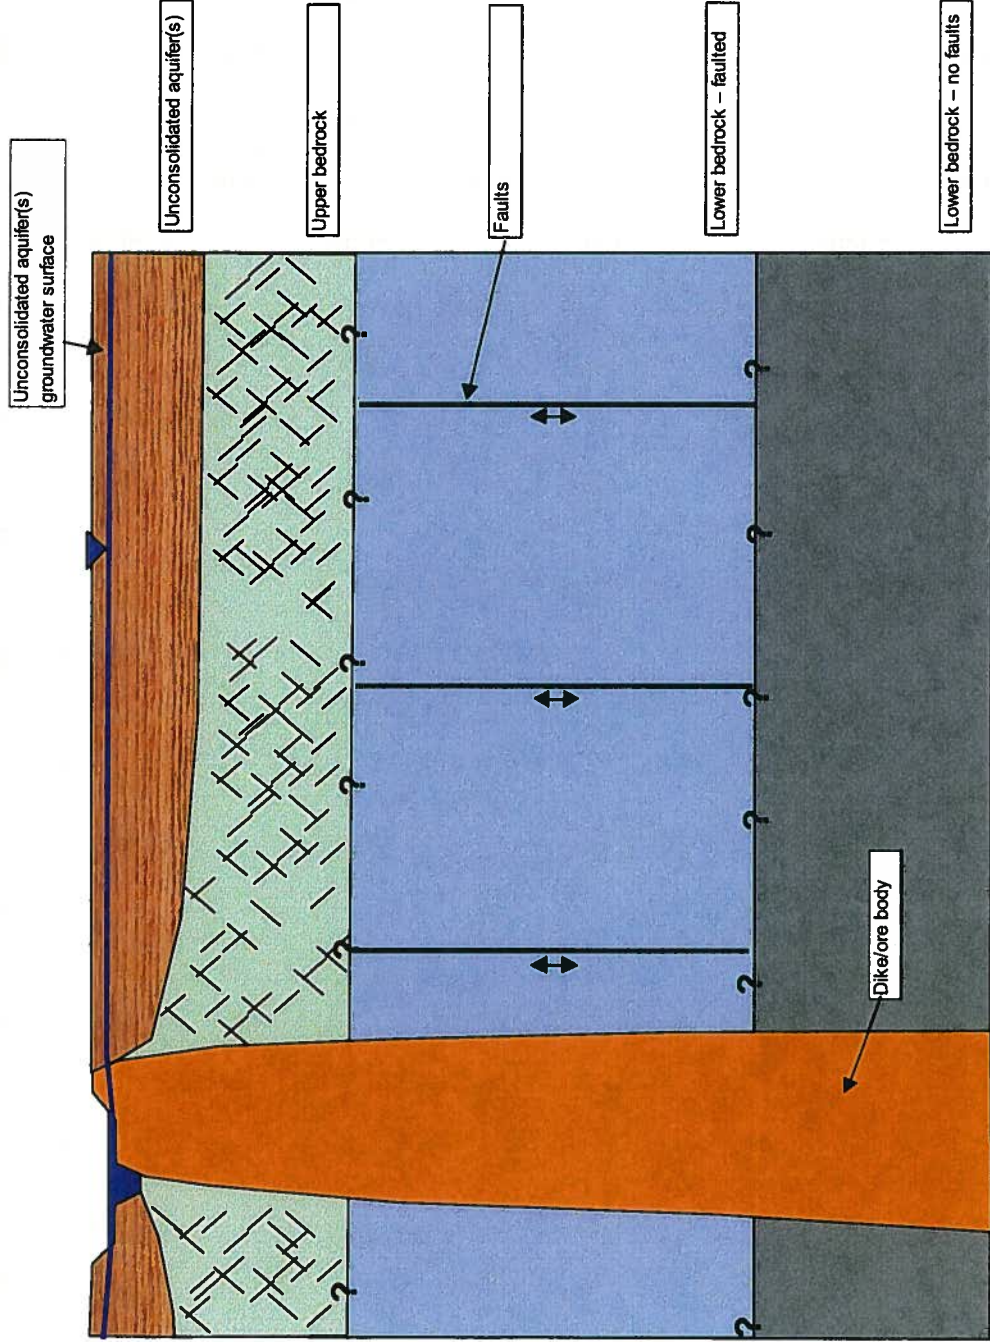 Unconsolidated aquifer(s)
groundwater surface
Unconsolidated aquifer(s)
Upper bedrock
Faults
Lower bedrock – faulted
Lower bedrock – no faults
Dike/ore body
?
?
?
?
?
?
?
?
?
?
?
?